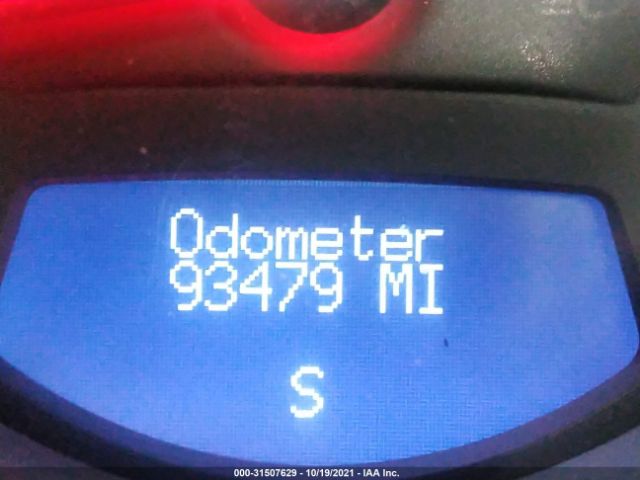 Odometer
93479 MI
S
000-31507629 - 10/19/2021 - IAA Inc.